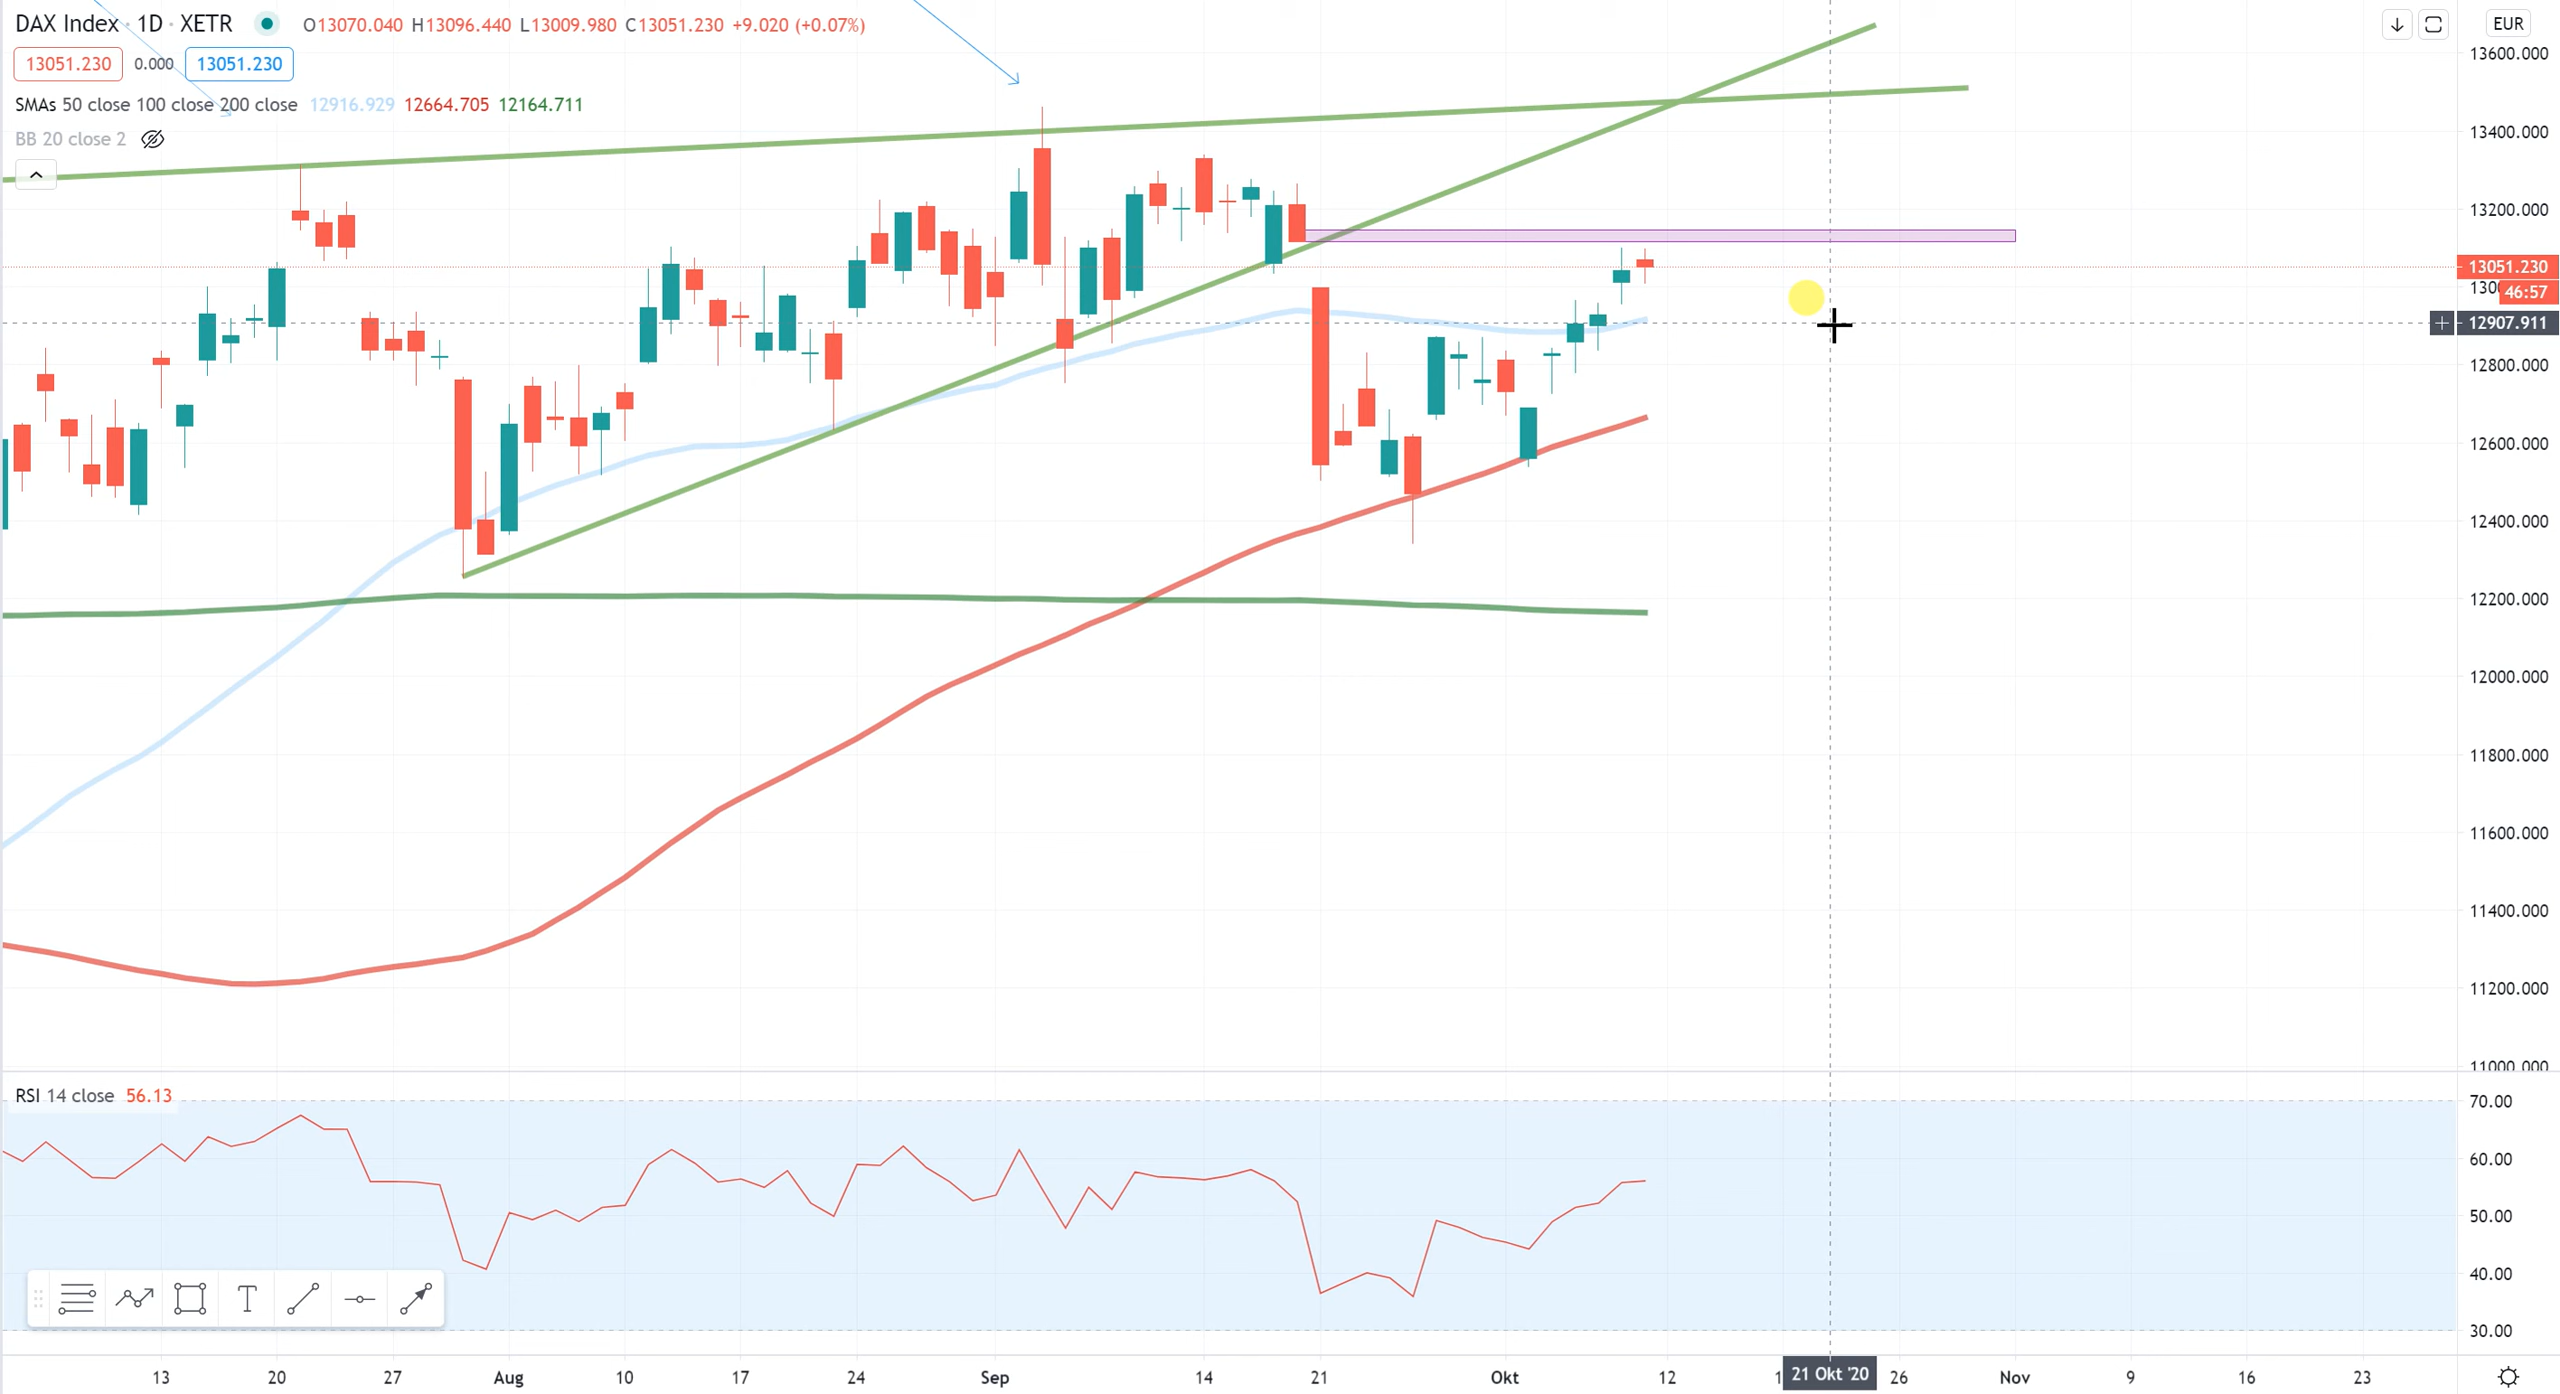 DAX Index · 1D · XETR O13070.040 H13096.440 L13009.980 C13051.230 +9.020 (+0.07%)
13051.230 0.000 13051.230
SMAs 50 close 100 close 200 close 12916.929 12664.705 12164.711
BB 20 close 2
EUR
13600.000
13400.000
13200.000
13051.230
46:57
12907.911
12800.000
12600.000
12400.000
12200.000
12000.000
11800.000
11600.000
11400.000
11200.000
11000.000
RSI 14 close 56.13
70.00
60.00
50.00
40.00
30.00
T
13 20 27 Aug 10 17 24 Sep 14 21 Okt 12 21 Okt '20 26 Nov 9 16 23